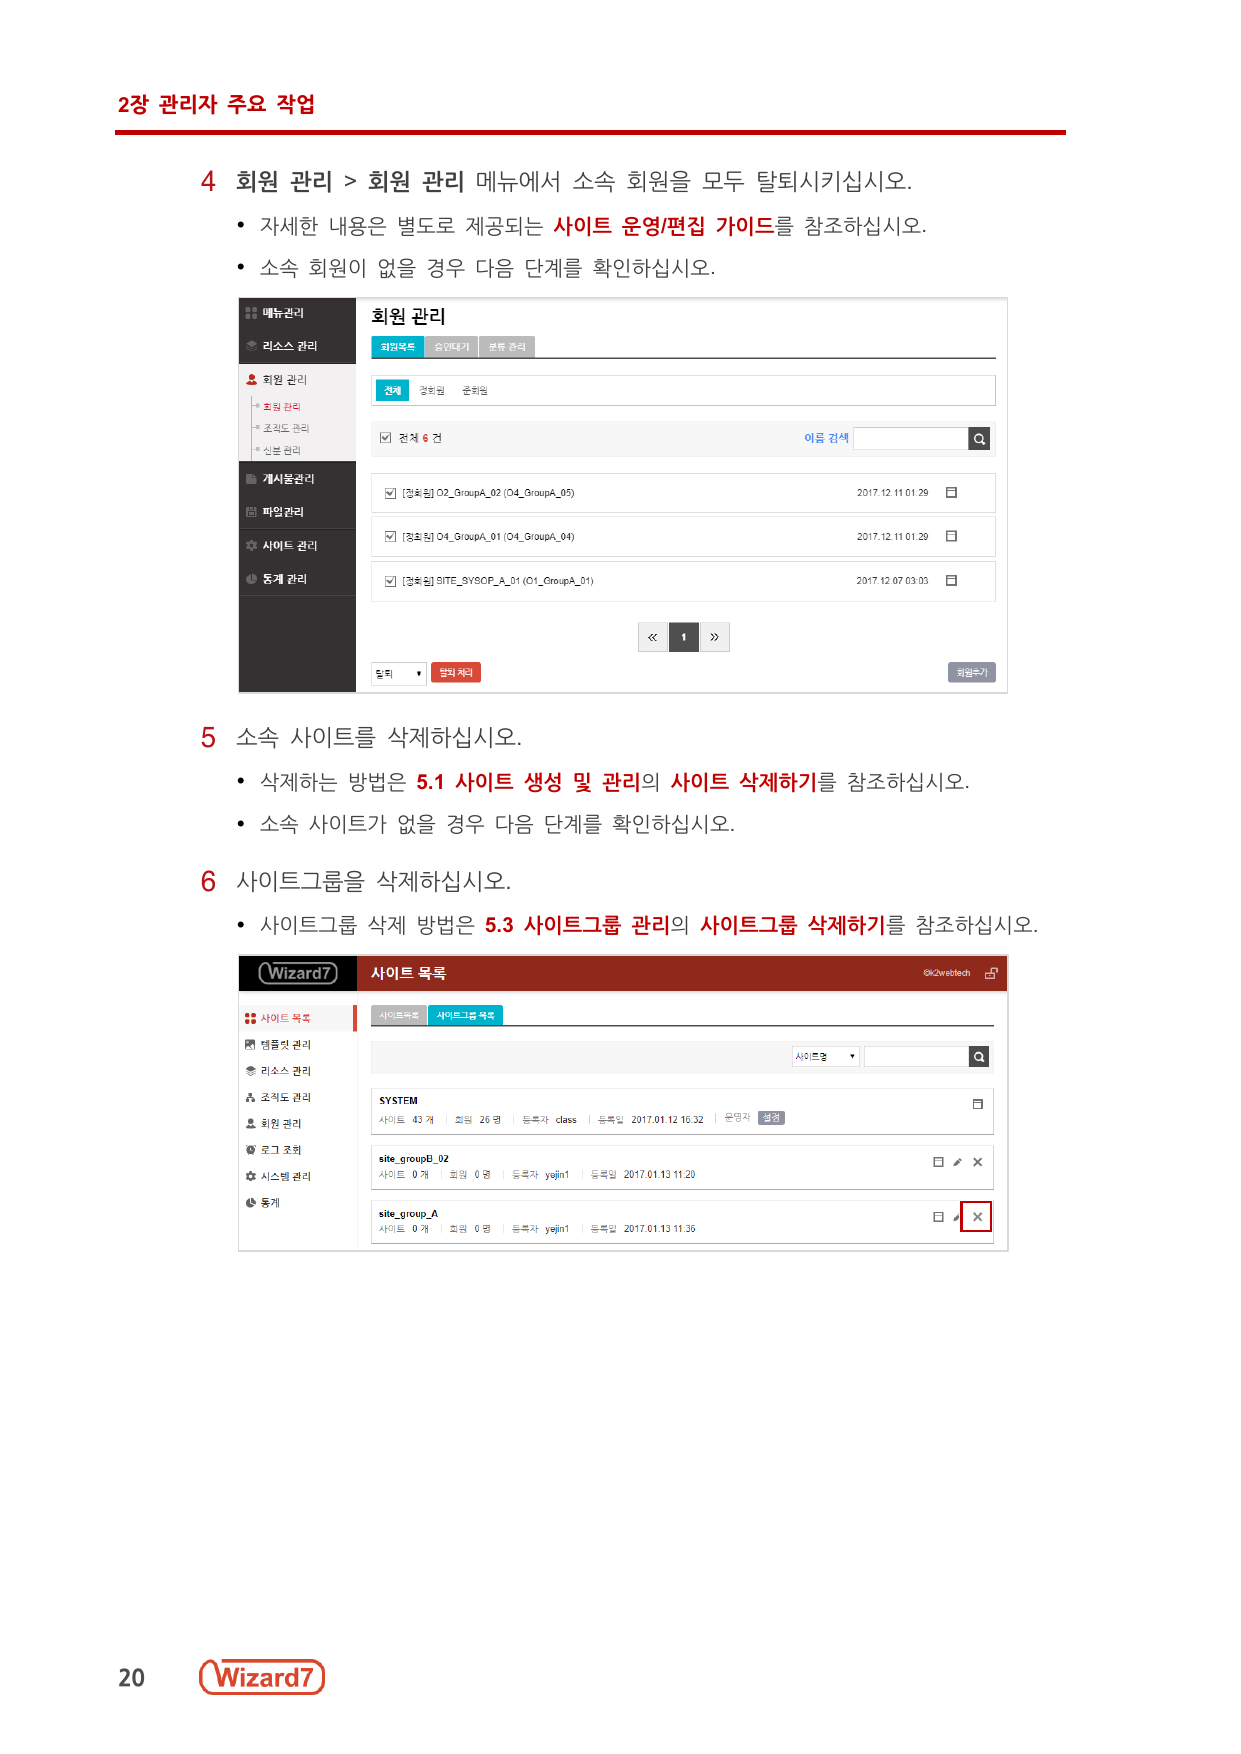 2장 관리자 주요 작업
4 회원 관리 > 회원 관리 메뉴에서 소속 회원을 모두 탈퇴시키십시오.
• 자세한 내용은 별도로 제공되는 사이트 운영/편집 가이드를 참조하십시오.
• 소속 회원이 없을 경우 다음 단계를 확인하십시오.
메뉴관리
리소스 관리
회원 관리
회원 관리
조직도 관리
신분 관리
게시물관리
파일관리
사이트 관리
통계 관리
회원 관리
회원목록 승인대기 분류 관리
전체 정회원 준회원
전체 6 건 이름 검색
[정회원] O2_GroupA_02 (O4_GroupA_05) 2017.12.11 01:29
[정회원] O4_GroupA_01 (O4_GroupA_04) 2017.12.11 01:29
[정회원] SITE_SYSOP_A_01 (O1_GroupA_01) 2017.12.07 03:03
« 1 »
탈퇴 탈퇴 처리 회원추가
5 소속 사이트를 삭제하십시오.
• 삭제하는 방법은 5.1 사이트 생성 및 관리의 사이트 삭제하기를 참조하십시오.
• 소속 사이트가 없을 경우 다음 단계를 확인하십시오.
6 사이트그룹을 삭제하십시오.
• 사이트그룹 삭제 방법은 5.3 사이트그룹 관리의 사이트그룹 삭제하기를 참조하십시오.
Wizard7 사이트 목록 ©k2webtech
사이트 목록
템플릿 관리
리소스 관리
조직도 관리
회원 관리
로그 조회
시스템 관리
통계
사이트목록 사이트그룹 목록
사이트명
SYSTEM
사이트 43 개 회원 26 명 등록자 class 등록일 2017.01.12 16:32 운영자 설정
site_groupB_02
사이트 0 개 회원 0 명 등록자 yejin1 등록일 2017.01.13 11:20
site_group_A
사이트 0 개 회원 0 명 등록자 yejin1 등록일 2017.01.13 11:36
20 Wizard7